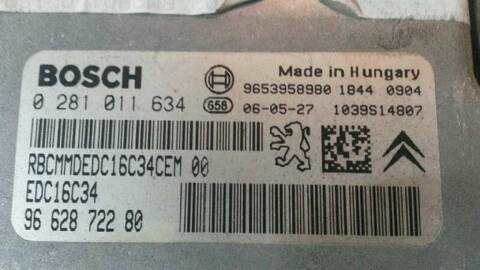 BOSCH
Made in Hungary
9653958980 1844 0904
0 281 011 634
658
06-05-27 1039S14807
RBCMMDEDC16C34CEM 00
EDC16C34
96 628 722 80